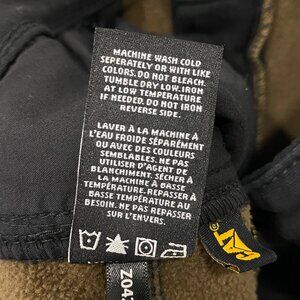 MACHINE WASH COLD
SEPERATELY OR WITH LIKE
COLORS. DO NOT BLEACH.
TUMBLE DRY LOW. IRON
AT LOW TEMPERATURE
IF NEEDED. DO NOT IRON
REVERSE SIDE.
LAVER À LA MACHINE À
L'EAU FROIDE SÉPARÉMENT
OU AVEC DES COULEURS
SEMBLABLES. NE PAS
UTILISER D'AGENT DE
BLANCHIMENT. SÉCHER À
LA MACHINE À BASSE
TEMPÉRATURE. REPASSER À
BASSE TEMPÉRATURE AU
BESOIN. NE PAS REPASSER
SUR L'ENVERS.
Z04